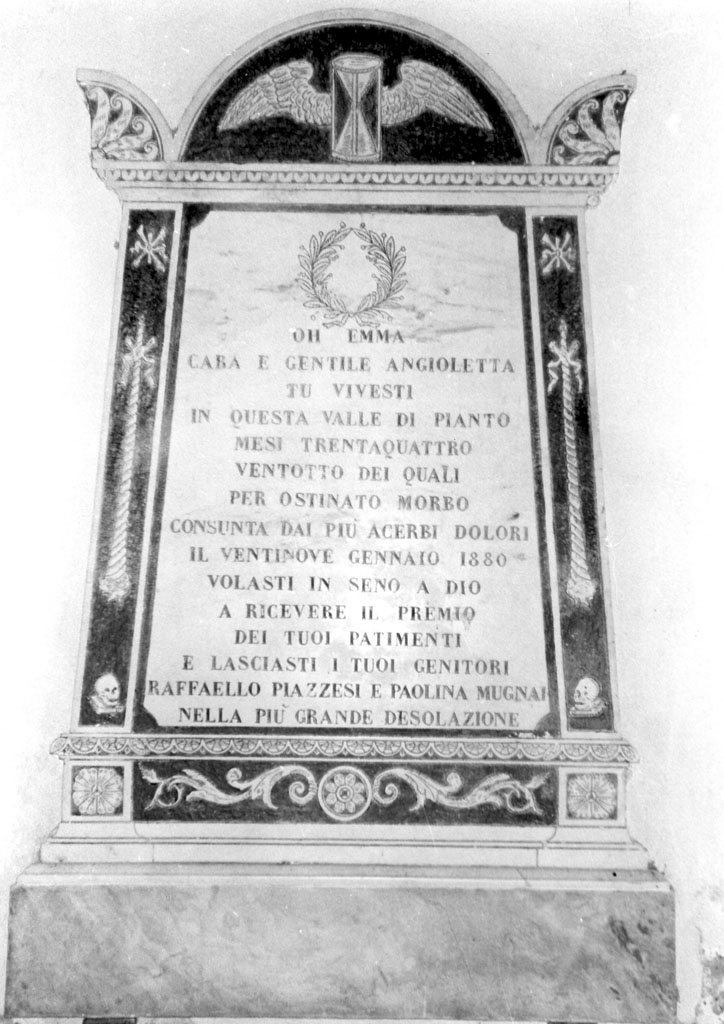 OH EMMA
CARA E GENTILE ANGIOLETTA
TU VIVESTI
IN QUESTA VALLE DI PIANTO
MESI TRENTAQUATTRO
VENTOTTO DEI QUALI
PER OSTINATO MORBO
CONSUNTA DAI PIÙ ACERBI DOLORI
IL VENTINOVE GENNAIO 1880
VOLASTI IN SENO A DIO
A RICEVERE IL PREMIO
DEI TUOI PATIMENTI
E LASCIASTI I TUOI GENITORI
RAFFAELLO PIAZZESI E PAOLINA MUGNAI
NELLA PIÙ GRANDE DESOLAZIONE